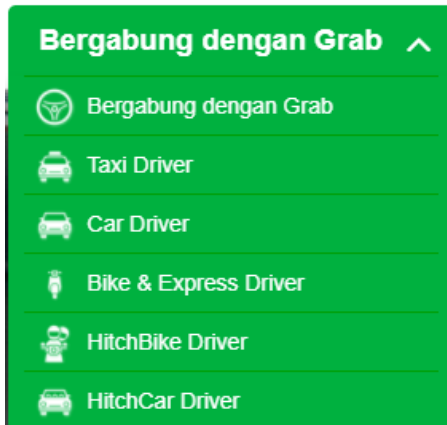 Bergabung dengan Grab
Bergabung dengan Grab
Taxi Driver
Car Driver
Bike & Express Driver
HitchBike Driver
HitchCar Driver